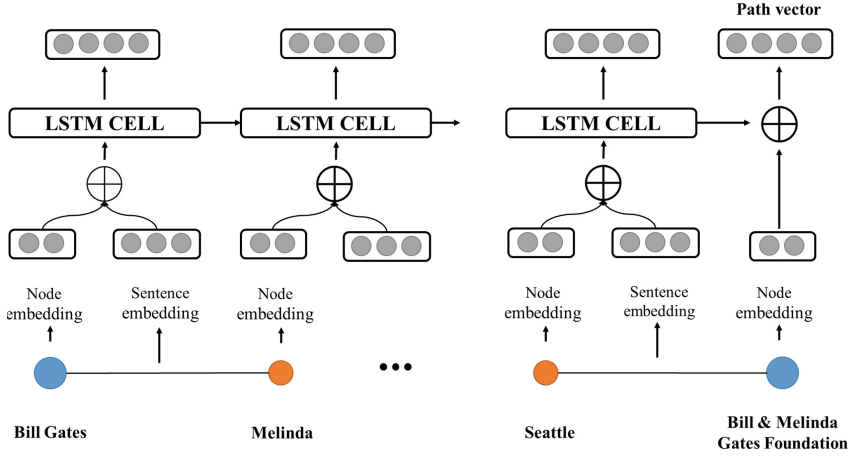 Path vector
LSTM CELL
LSTM CELL
LSTM CELL
Node
embedding
Sentence
embedding
Node
embedding
Node
embedding
Sentence
embedding
Node
embedding
•••
Bill Gates
Melinda
Seattle
Bill & Melinda
Gates Foundation